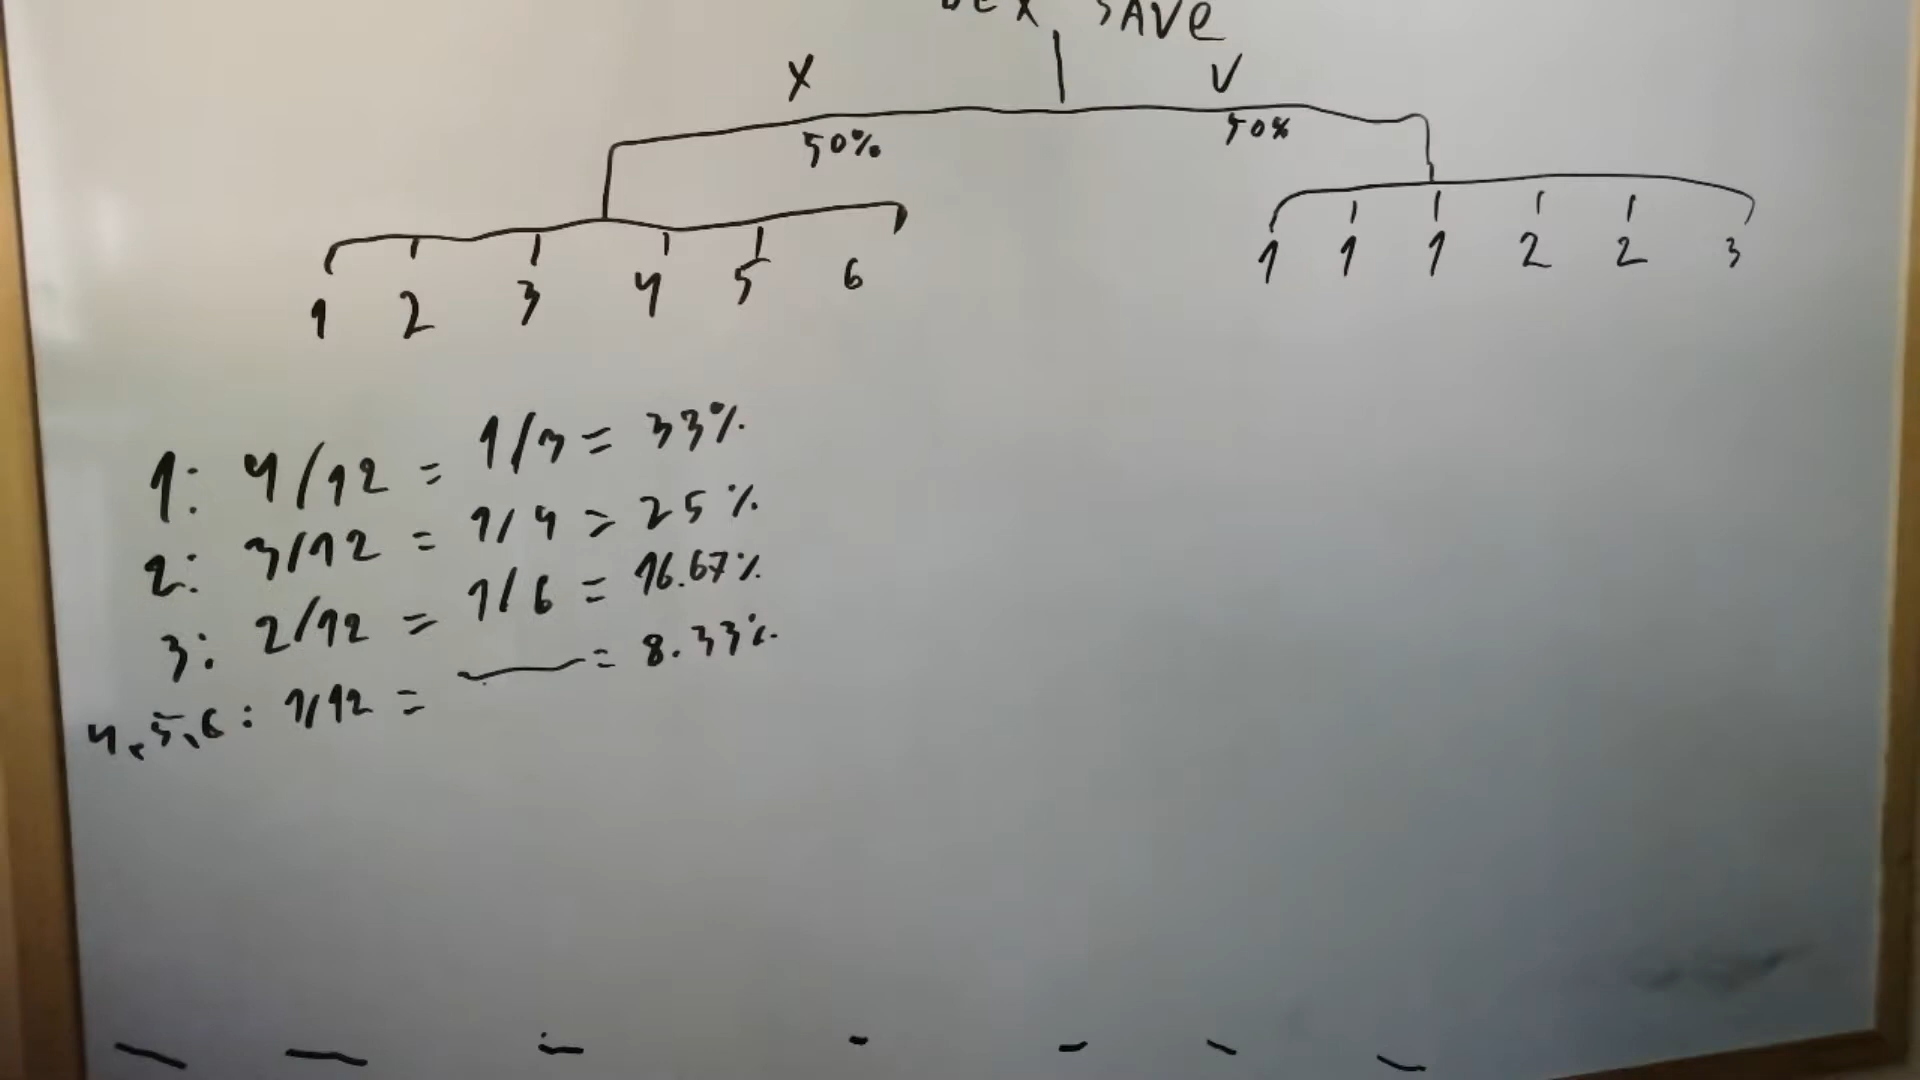 DEX SAVE
X V
50% 50%
1 2 3 4 5 6
1 1 1 2 2 3
1: 4/12 = 1/3 = 33%
2: 3/12 = 1/4 = 25%
3: 2/12 = 1/6 = 16.67%
4,5,6: 1/12 = = 8.33%